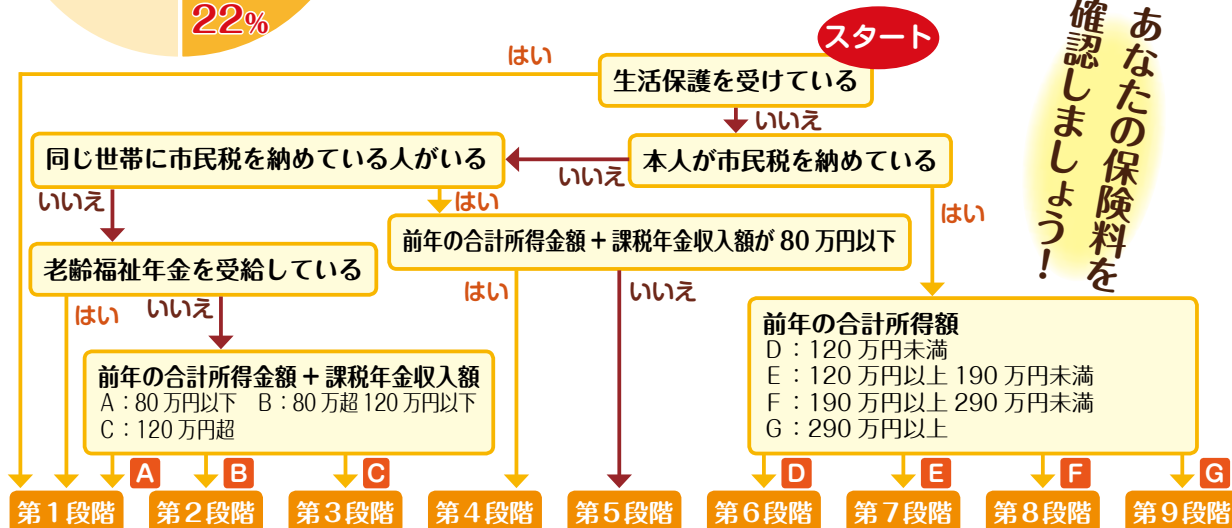 22%
あなたの保険料を
確認しましょう！
スタート
生活保護を受けている
はい
いいえ
本人が市民税を納めている
いいえ
はい
同じ世帯に市民税を納めている人がいる
いいえ
はい
前年の合計所得金額＋課税年金収入額が 80 万円以下
はい
いいえ
老齢福祉年金を受給している
はい
いいえ
前年の合計所得金額＋課税年金収入額
A：80 万円以下　B：80 万超 120 万円以下
C：120 万円超
前年の合計所得額
D：120 万円未満
E：120 万円以上 190 万円未満
F：190 万円以上 290 万円未満
G：290 万円以上
A
B
C
D
E
F
G
第１段階
第２段階
第３段階
第４段階
第５段階
第６段階
第７段階
第８段階
第９段階